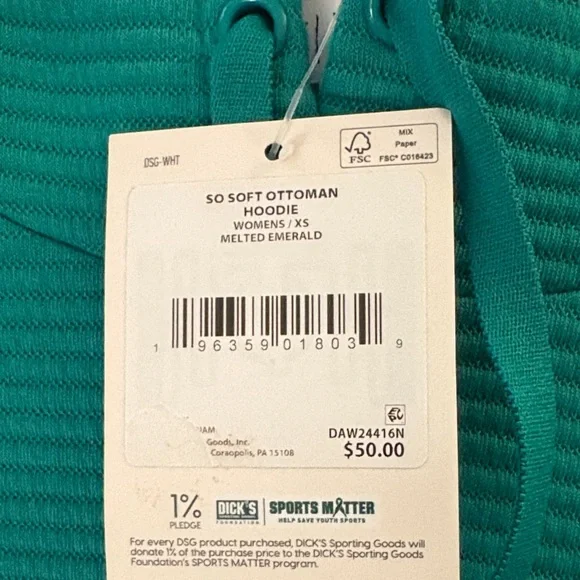 DSG-WHT
FSC
MIX
Paper
FSC® C016423
SO SOFT OTTOMAN
HOODIE
WOMENS / XS
MELTED EMERALD
1 96359 01803 9
DAW24416N
Goods, Inc.
$50.00
Coraopolis, PA 15108
1%
PLEDGE
DICK'S
SPORTING GOODS
FOUNDATION
SPORTS MATTER
HELP SAVE YOUTH SPORTS
For every DSG product purchased, DICK'S Sporting Goods will
donate 1% of the purchase price to the DICK'S Sporting Goods
Foundation's SPORTS MATTER program.